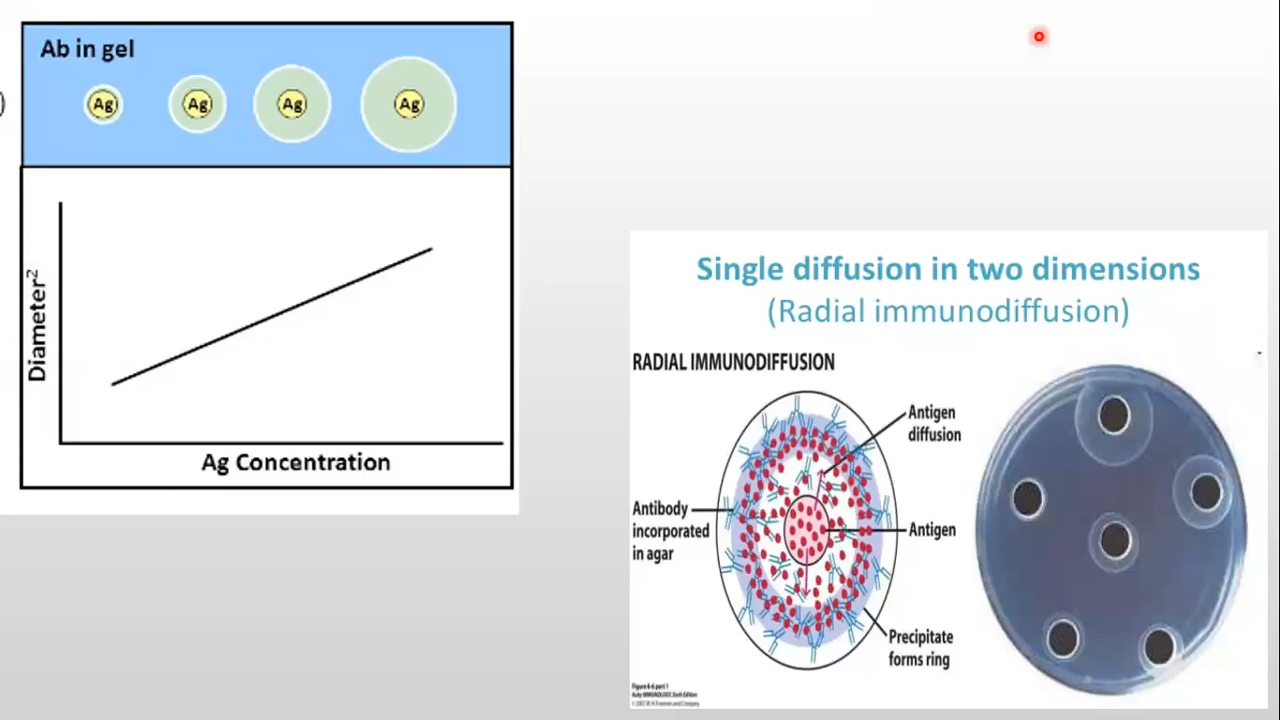 )
Ab in gel
Ag
Ag
Ag
Ag
Diameter²
Ag Concentration
Single diffusion in two dimensions
(Radial immunodiffusion)
RADIAL IMMUNODIFFUSION
Antigen
diffusion
Antibody
incorporated
in agar
Antigen
Precipitate
forms ring
Figure 6-6 part 1
Kuby IMMUNOLOGY, Sixth Edition
© 2007 W. H. Freeman and Company